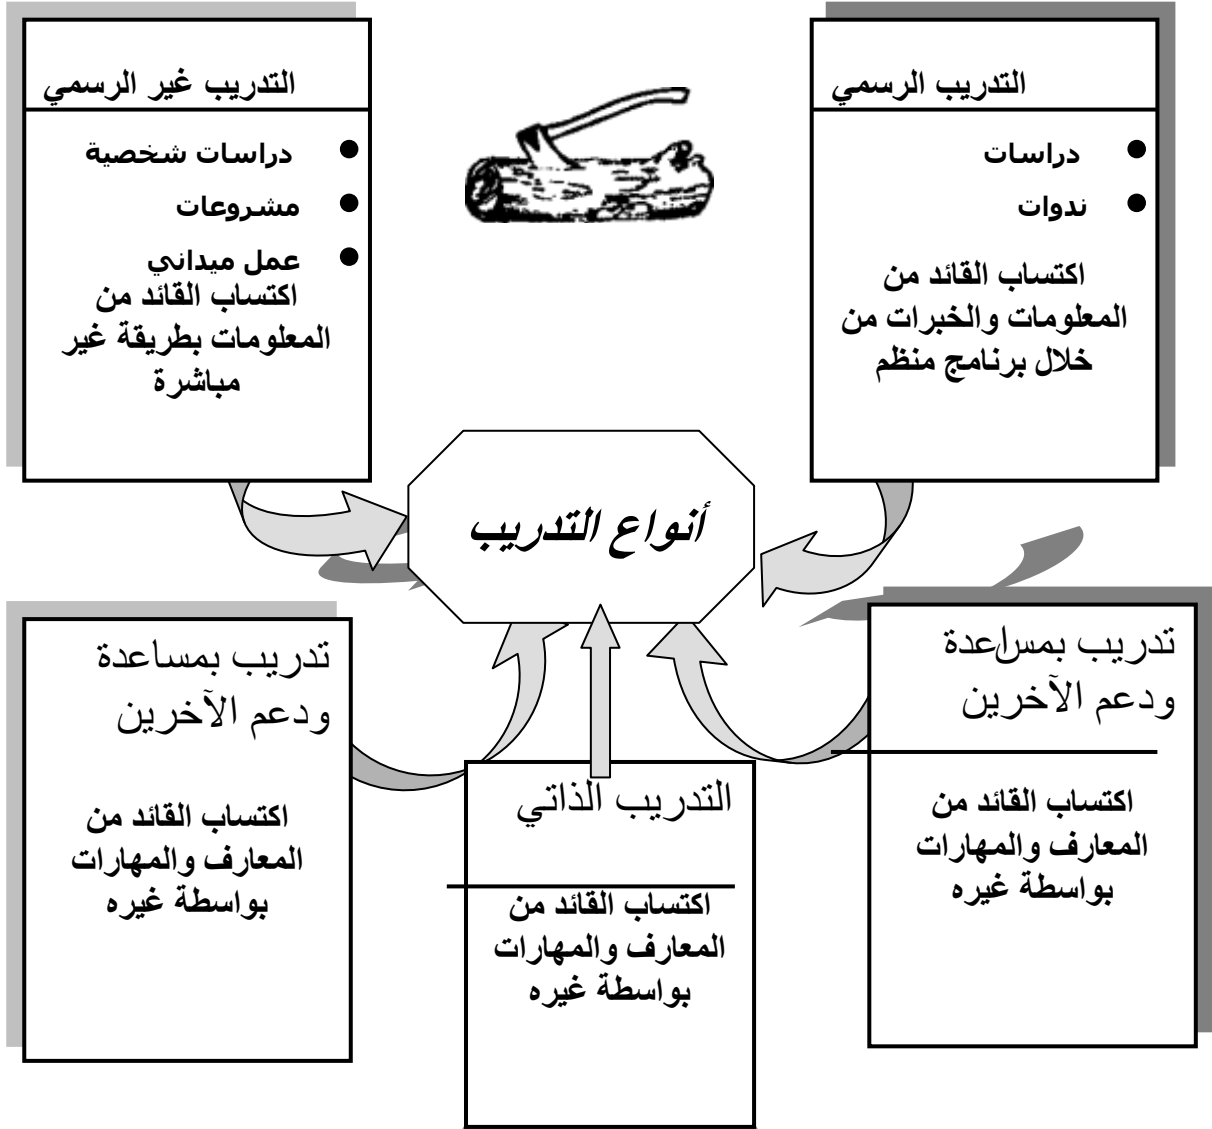 التدريب الرسمي
دراسات
ندوات
اكتساب القائد من
المعلومات والخبرات من
خلال برنامج منظم
التدريب غير الرسمي
دراسات شخصية
مشروعات
عمل ميداني
اكتساب القائد من
المعلومات بطريقة غير
مباشرة
أنواع التدريب
تدريب بمساعدة
ودعم الآخرين
اكتساب القائد من
المعارف والمهارات
بواسطة غيره
التدريب الذاتي
اكتساب القائد من
المعارف والمهارات
بواسطة غيره
تدريب بمساعدة
ودعم الآخرين
اكتساب القائد من
المعارف والمهارات
بواسطة غيره